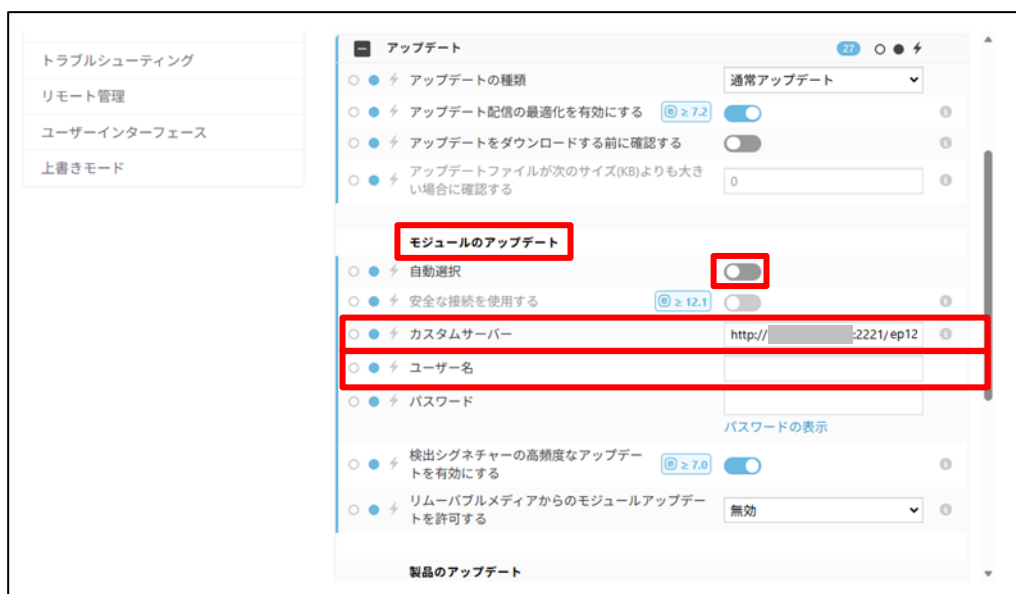 トラブルシューティング
リモート管理
ユーザーインターフェース
上書きモード
アップデート 27
アップデートの種類 通常アップデート
アップデート配信の最適化を有効にする ≥ 7.2
アップデートをダウンロードする前に確認する
アップデートファイルが次のサイズ(KB)よりも大き
い場合に確認する 0
モジュールのアップデート
自動選択
安全な接続を使用する ≥ 12.1
カスタムサーバー http:// :2221/ep12
ユーザー名
パスワード
パスワードの表示
検出シグネチャーの高頻度なアップデー
トを有効にする ≥ 7.0
リムーバブルメディアからのモジュールアップデー
トを許可する 無効
製品のアップデート